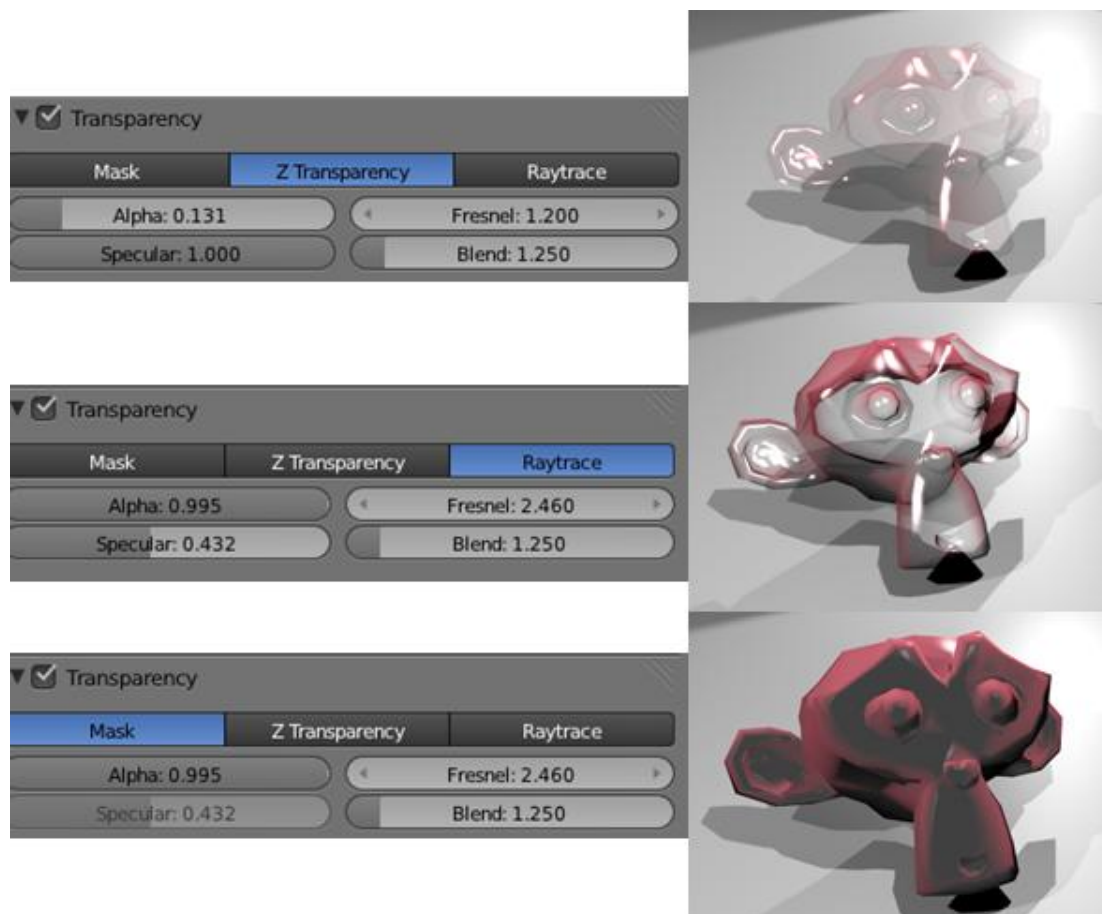 Transparency
Mask Z Transparency Raytrace
Alpha: 0.131 Fresnel: 1.200
Specular: 1.000 Blend: 1.250
Transparency
Mask Z Transparency Raytrace
Alpha: 0.995 Fresnel: 2.460
Specular: 0.432 Blend: 1.250
Transparency
Mask Z Transparency Raytrace
Alpha: 0.995 Fresnel: 2.460
Specular: 0.432 Blend: 1.250